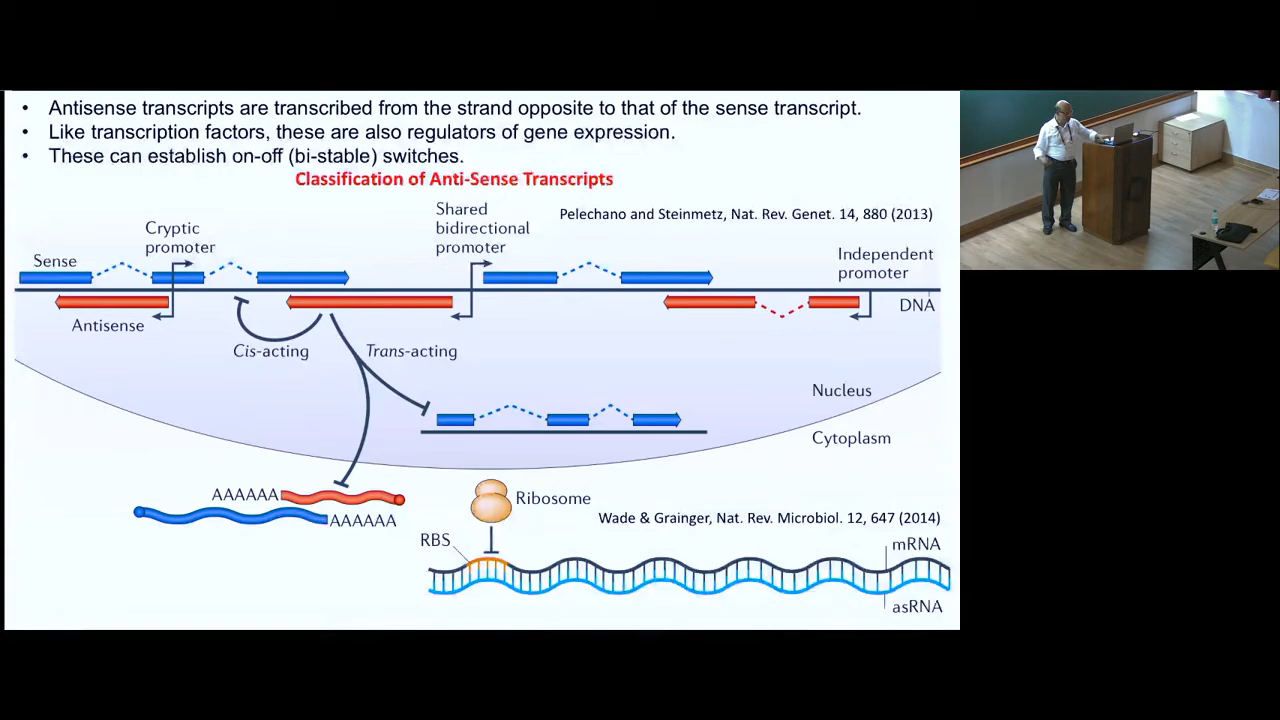 • Antisense transcripts are transcribed from the strand opposite to that of the sense transcript.
• Like transcription factors, these are also regulators of gene expression.
• These can establish on-off (bi-stable) switches.
Classification of Anti-Sense Transcripts
Pelechano and Steinmetz, Nat. Rev. Genet. 14, 880 (2013)
Sense
Cryptic
promoter
Shared
bidirectional
promoter
Independent
promoter
Antisense
DNA
Cis-acting
Trans-acting
Nucleus
Cytoplasm
AAAAAA
AAAAAA
Ribosome
Wade & Grainger, Nat. Rev. Microbiol. 12, 647 (2014)
RBS
mRNA
asRNA